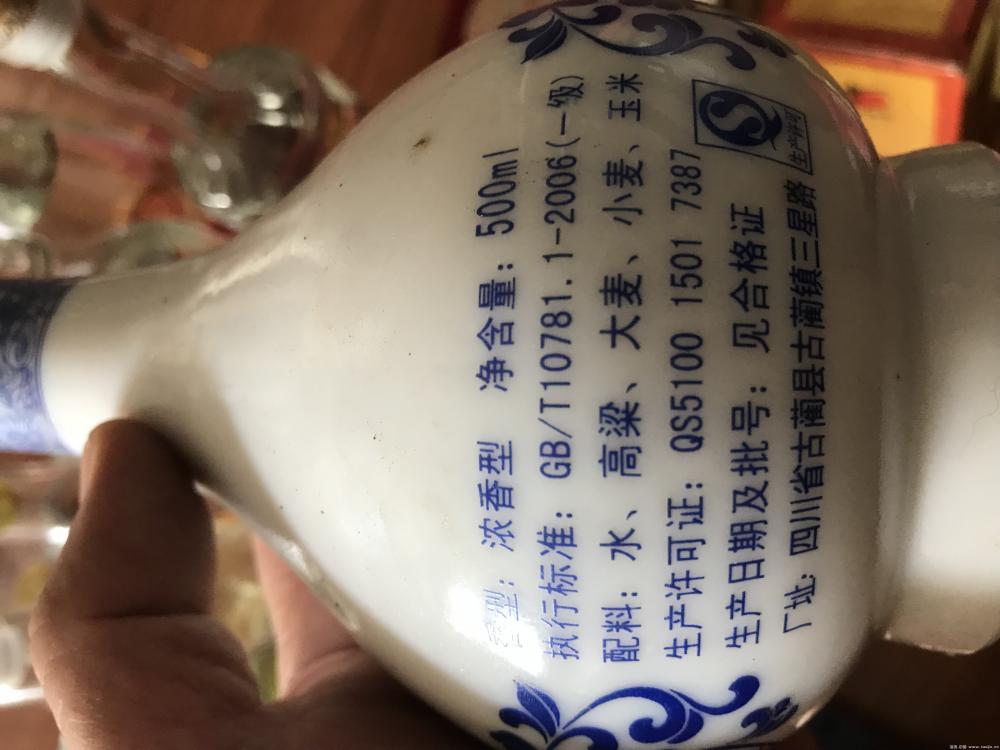 香型：浓香型 净含量：500ml
执行标准：GB/T10781.1-2006(一级)
配料：水、高粱、大麦、小麦、玉米
生产许可证：QS5100 1501 7387
生产日期及批号：见合格证
厂址：四川省古蔺县古蔺镇三星路
QS
生产许可